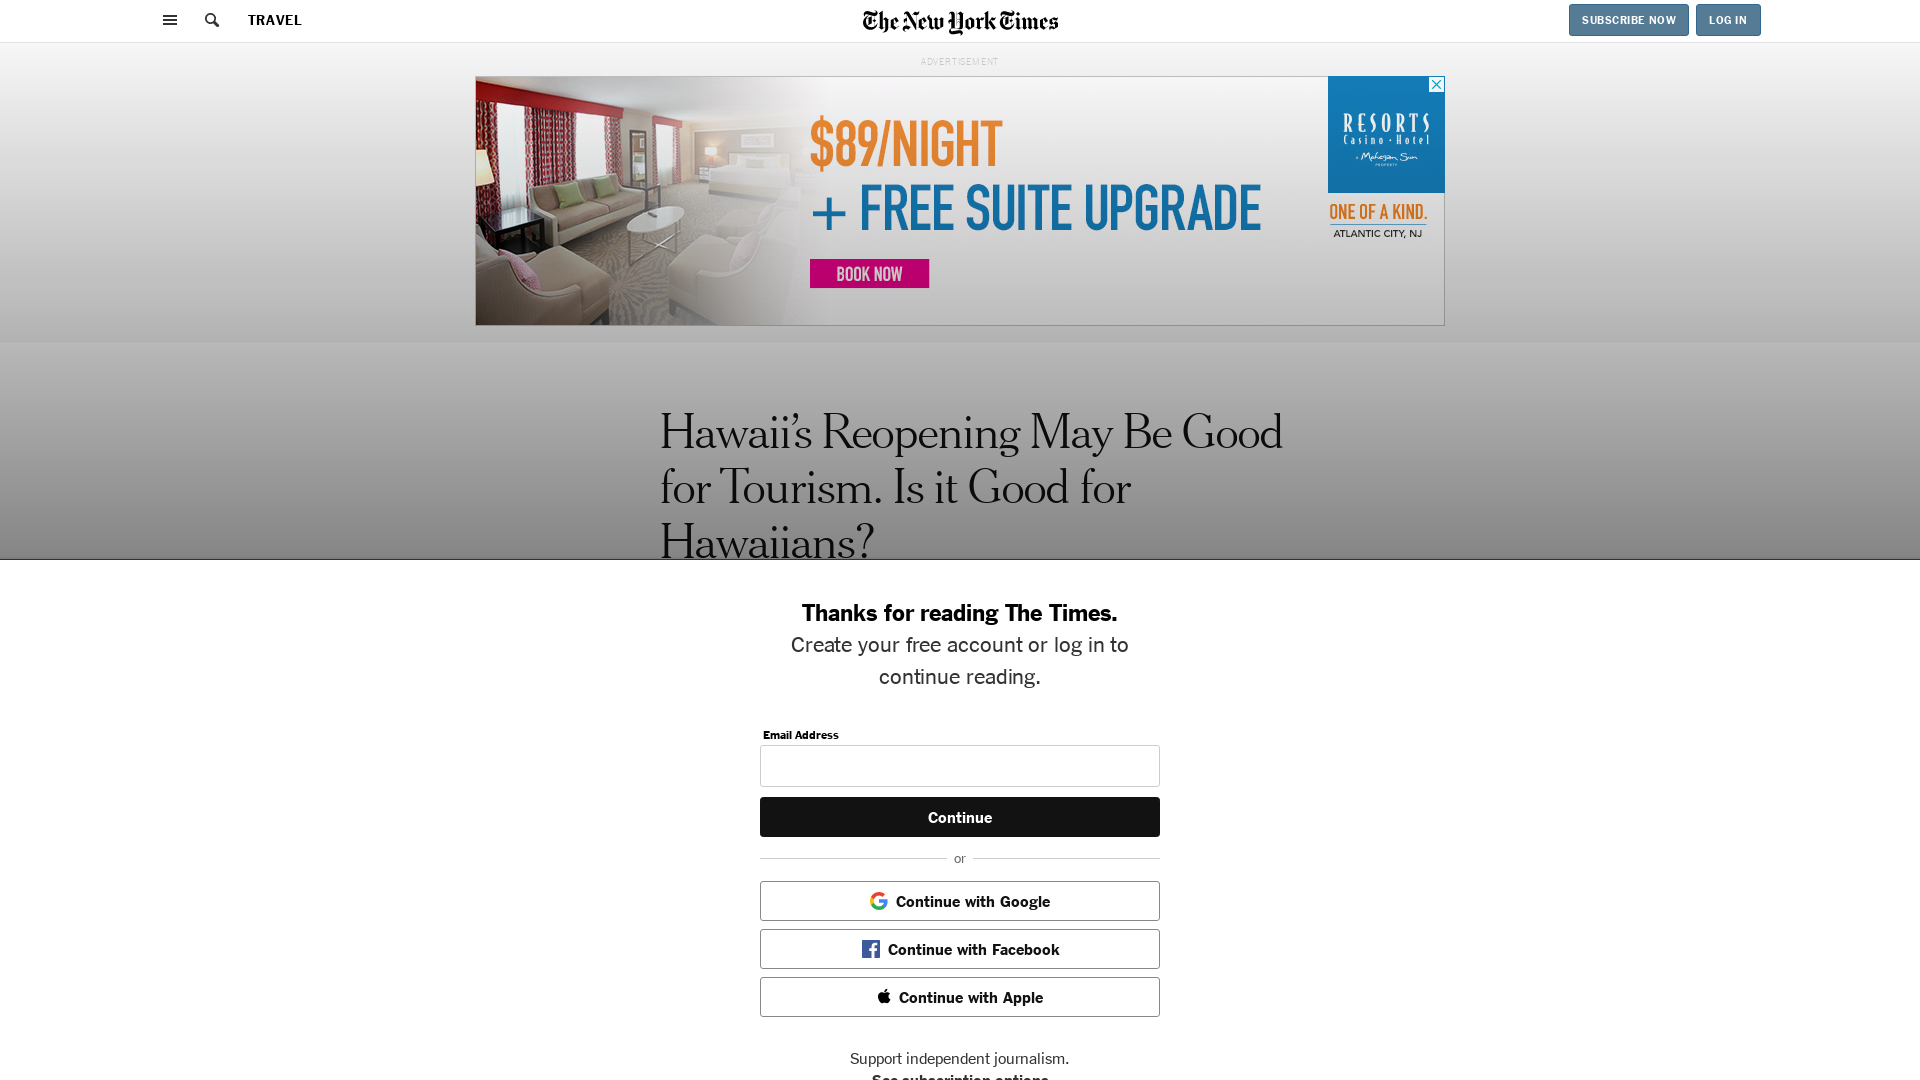 TRAVEL
The New York Times
SUBSCRIBE NOW
LOG IN
ADVERTISEMENT
$89/NIGHT
+ FREE SUITE UPGRADE
BOOK NOW
RESORTS
Casino • Hotel
a Mohegan Sun
PROPERTY
ONE OF A KIND.
ATLANTIC CITY, NJ
Hawaii’s Reopening May Be Good
for Tourism. Is it Good for
Hawaiians?
Thanks for reading The Times.
Create your free account or log in to
continue reading.
Email Address
Continue
or
Continue with Google
Continue with Facebook
Continue with Apple
Support independent journalism.
See subscription options